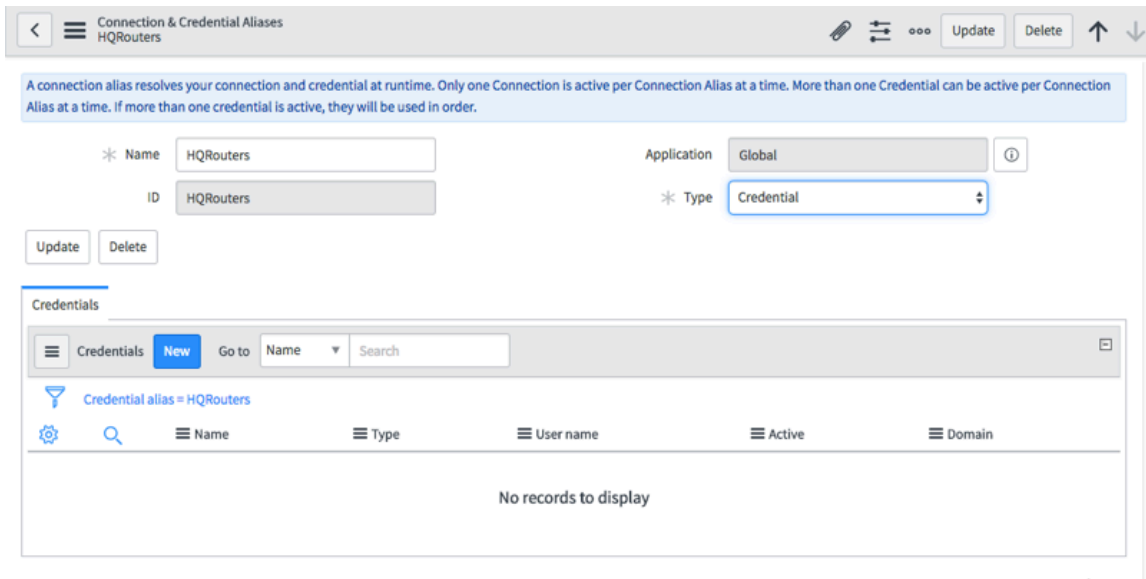 Connection & Credential Aliases
HQRouters
Update
Delete
A connection alias resolves your connection and credential at runtime. Only one Connection is active per Connection Alias at a time. More than one Credential can be active per Connection
Alias at a time. If more than one credential is active, they will be used in order.
Name HQRouters Application Global
ID HQRouters Type Credential
Update Delete
Credentials
Credentials New Go to Name Search
Credential alias = HQRouters
Name Type User name Active Domain
No records to display